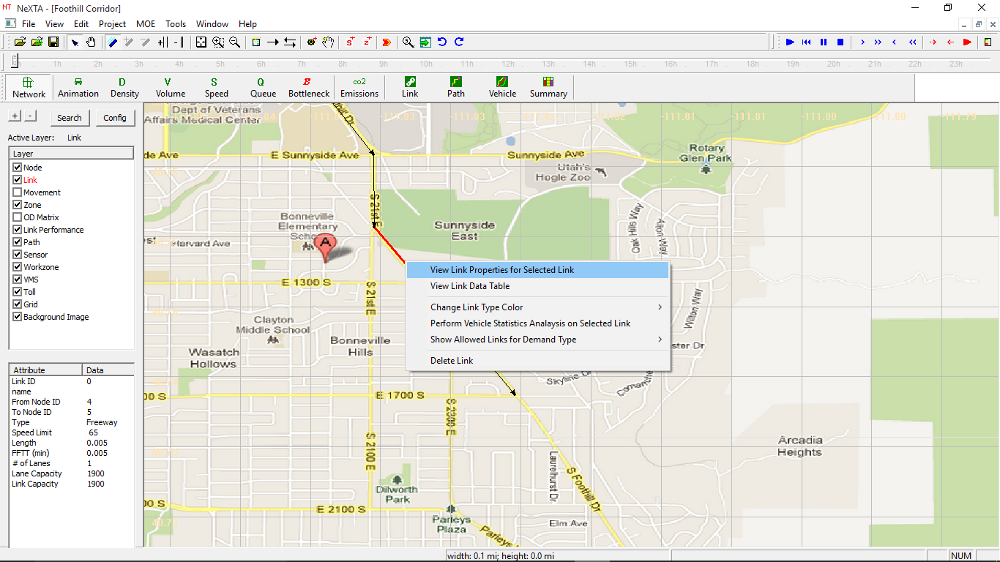 NeXTA - [Foothill Corridor]
File View Edit Project MOE Tools Window Help
1h 2h 3h 4h 5h 6h 7h 8h 9h 10h 11h 12h 13h 14h 15h 16h 17h 18h 19h 20h 21h 22h 23h
Network Animation Density Volume Speed Queue Bottleneck Emissions Link Path Vehicle Summary
+ - Search Config
Active Layer: Link
Layer
Node
Link
Movement
Zone
OD Matrix
Link Performance
Path
Sensor
Workzone
VMS
Toll
Grid
Background Image
Attribute Data
Link ID 0
name
From Node ID 4
To Node ID 5
Type Freeway
Speed Limit 65
Length 0.005
FFTT (min) 0.005
# of Lanes 1
Lane Capacity 1900
Link Capacity 1900
Dept of Veterans
Affairs Medical Center
-111.83 -111.83 -111.81 -111.81 -111.80 -111.80 -111.79
E Sunnyside Ave
Sunnyside Ave
Rotary
Glen Park
Utah's
Hogle Zoo
S 21st E
Bonneville
Elementary
School
A
Harvard Ave
Sunnyside
East
Oak Hills Way
Alton Way
E 1300 S
S 21st E
View Link Properties for Selected Link
View Link Data Table
Change Link Type Color
Perform Vehicle Statistics Analaysis on Selected Link
Show Allowed Links for Demand Type
Delete Link
Wilton Way
Clayton
Middle School
Bonneville
Hills
Wasatch
Hollows
Skyline Dr
E 1700 S
S 2300 E
S 2100 E
Arcadia
Heights
Laurelhurst Dr
S Foothill Dr
Dilworth
Park
E 2100 S
Parleys
Plaza
Elm Ave
width: 0.1 mi; height: 0.0 mi
NUM